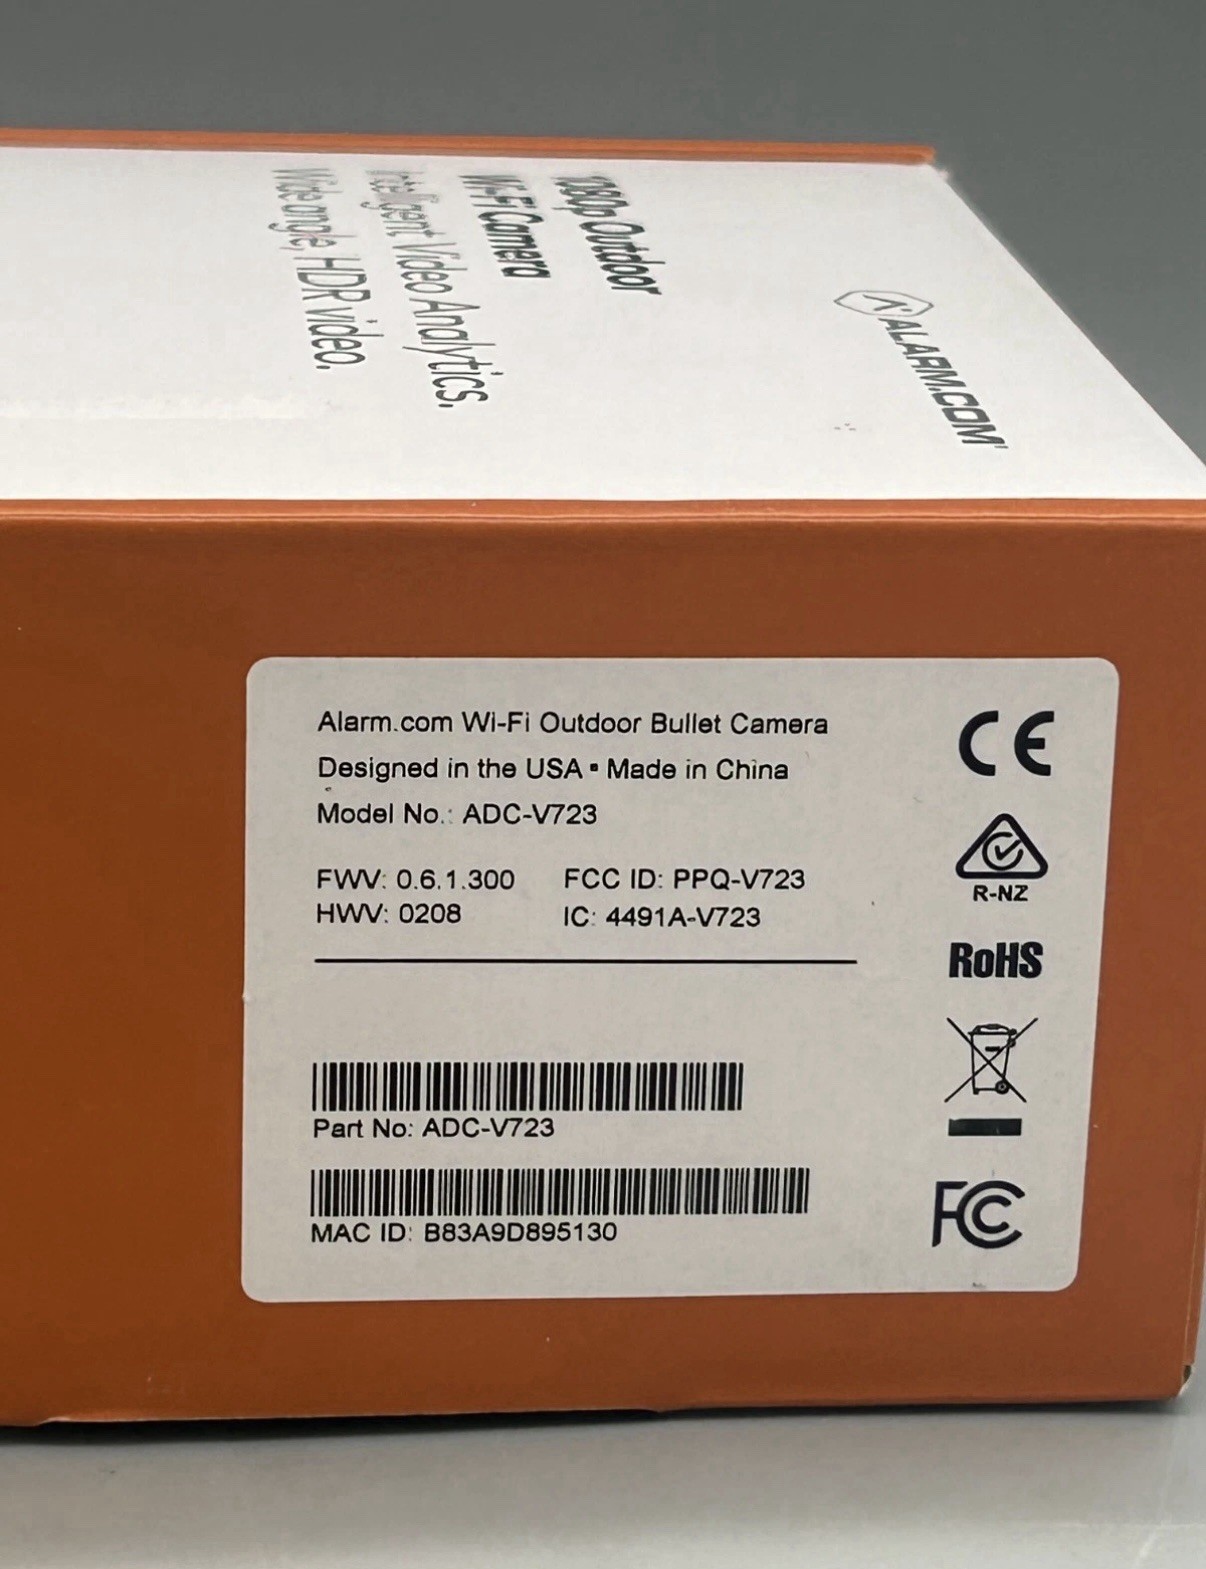 ALARM.COM
1080p Outdoor
Wi-Fi Camera
Intelligent Video Analytics.
Wide angle, HDR video.
Alarm.com Wi-Fi Outdoor Bullet Camera
Designed in the USA ▪ Made in China
Model No.: ADC-V723
FWV: 0.6.1.300 FCC ID: PPQ-V723
HWV: 0208 IC: 4491A-V723
Part No: ADC-V723
MAC ID: B83A9D895130
CE
R-NZ
RoHS
FC